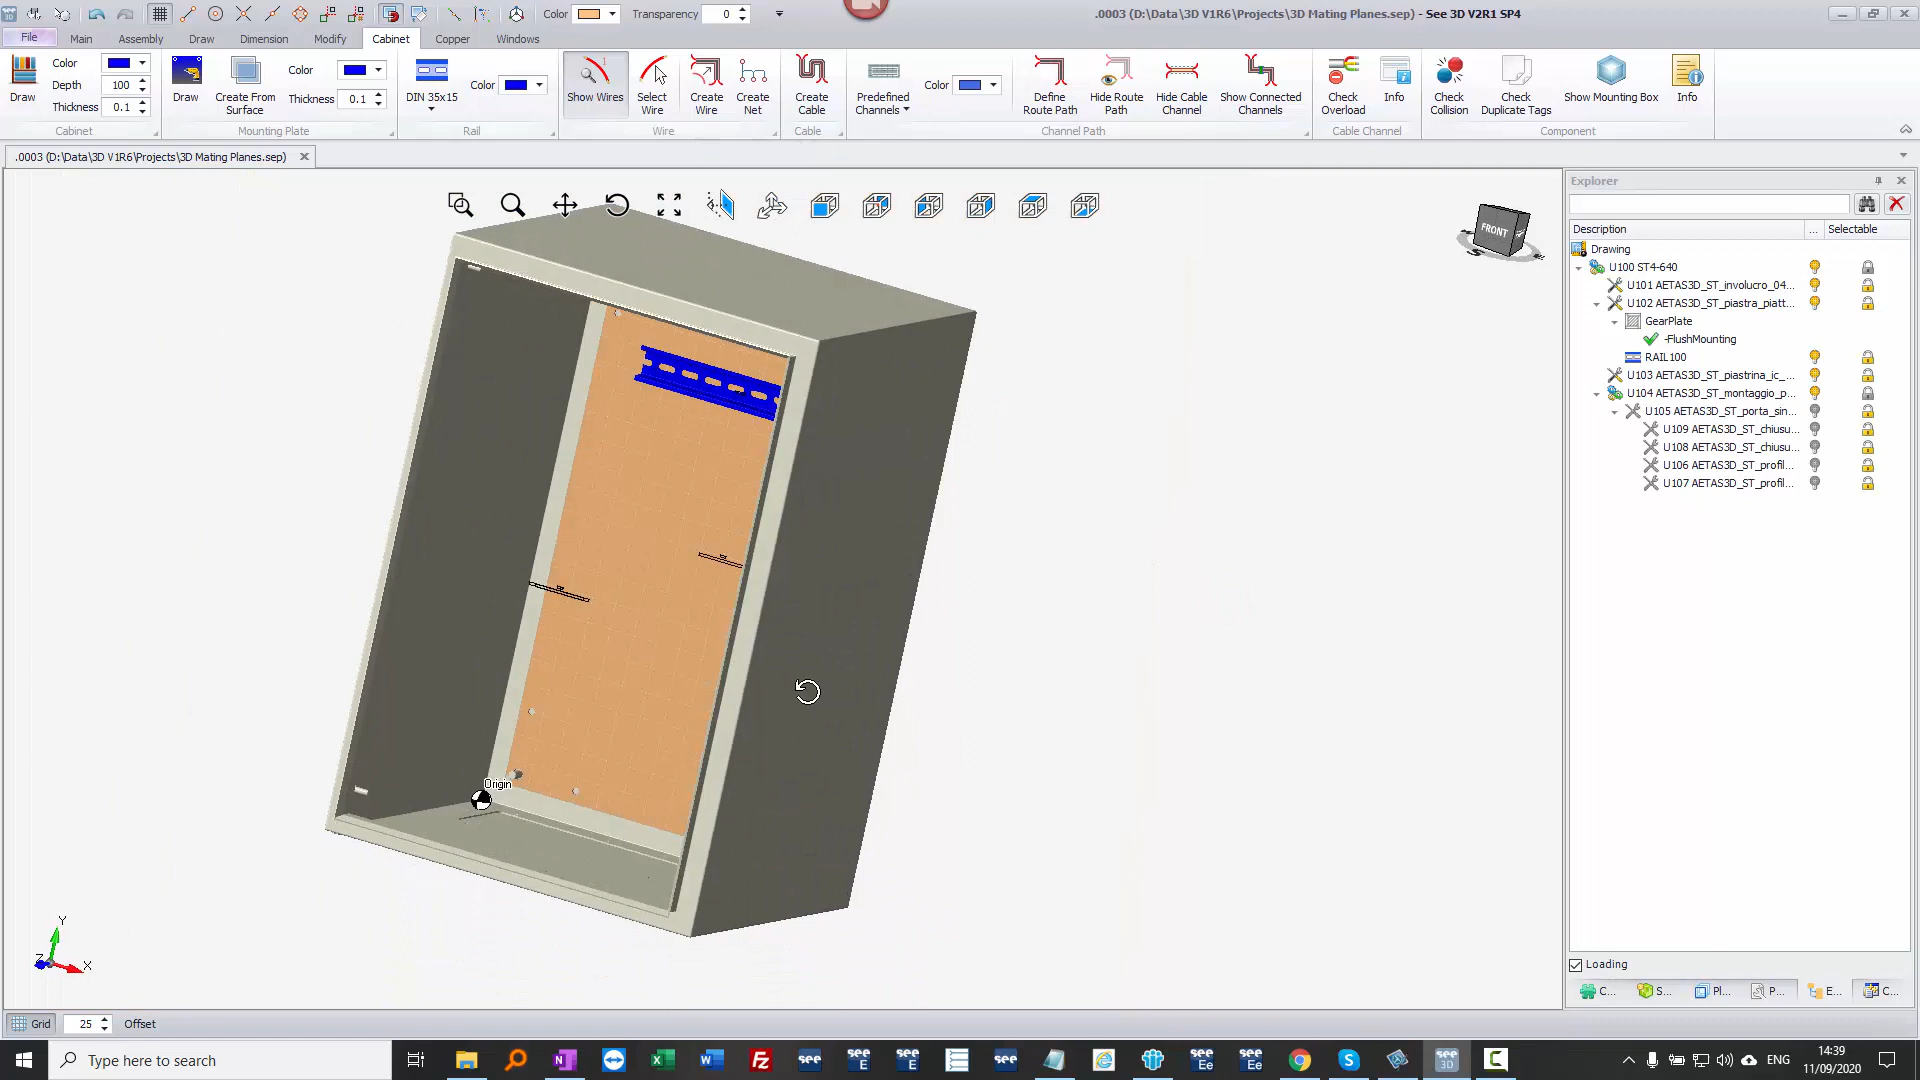 Color
Transparency 0
.0003 (D:\Data\3D V1R6\Projects\3D Mating Planes.sep) - See 3D V2R1 SP4
File Main Assembly Draw Dimension Modify Cabinet Copper Windows
Draw
Color
Depth 100
Thickness 0.1
Cabinet
Draw
Create From Surface
Color
Thickness 0.1
Mounting Plate
DIN 35x15
Color
Rail
Show Wires
Select Wire
Create Wire
Create Net
Wire
Create Cable
Cable
Predefined Channels
Color
Define Route Path
Hide Route Path
Hide Cable Channel
Show Connected Channels
Channel Path
Check Overload
Info
Cable Channel
Check Collision
Check Duplicate Tags
Show Mounting Box
Info
Component
.0003 (D:\Data\3D V1R6\Projects\3D Mating Planes.sep)
FRONT
Origin
Y
Z
X
Explorer
Description ... Selectable
Drawing
U100 ST4-640
U101 AETAS3D_ST_involucro_04...
U102 AETAS3D_ST_piastra_piatt...
GearPlate
-FlushMounting
RAIL100
U103 AETAS3D_ST_piastrina_ic_...
U104 AETAS3D_ST_montaggio_p...
U105 AETAS3D_ST_porta_sin...
U109 AETAS3D_ST_chiusu...
U108 AETAS3D_ST_chiusu...
U106 AETAS3D_ST_profil...
U107 AETAS3D_ST_profil...
Loading
C... S... Pl... P... E... C...
Grid 25 Offset
Type here to search
ENG
14:39
11/09/2020